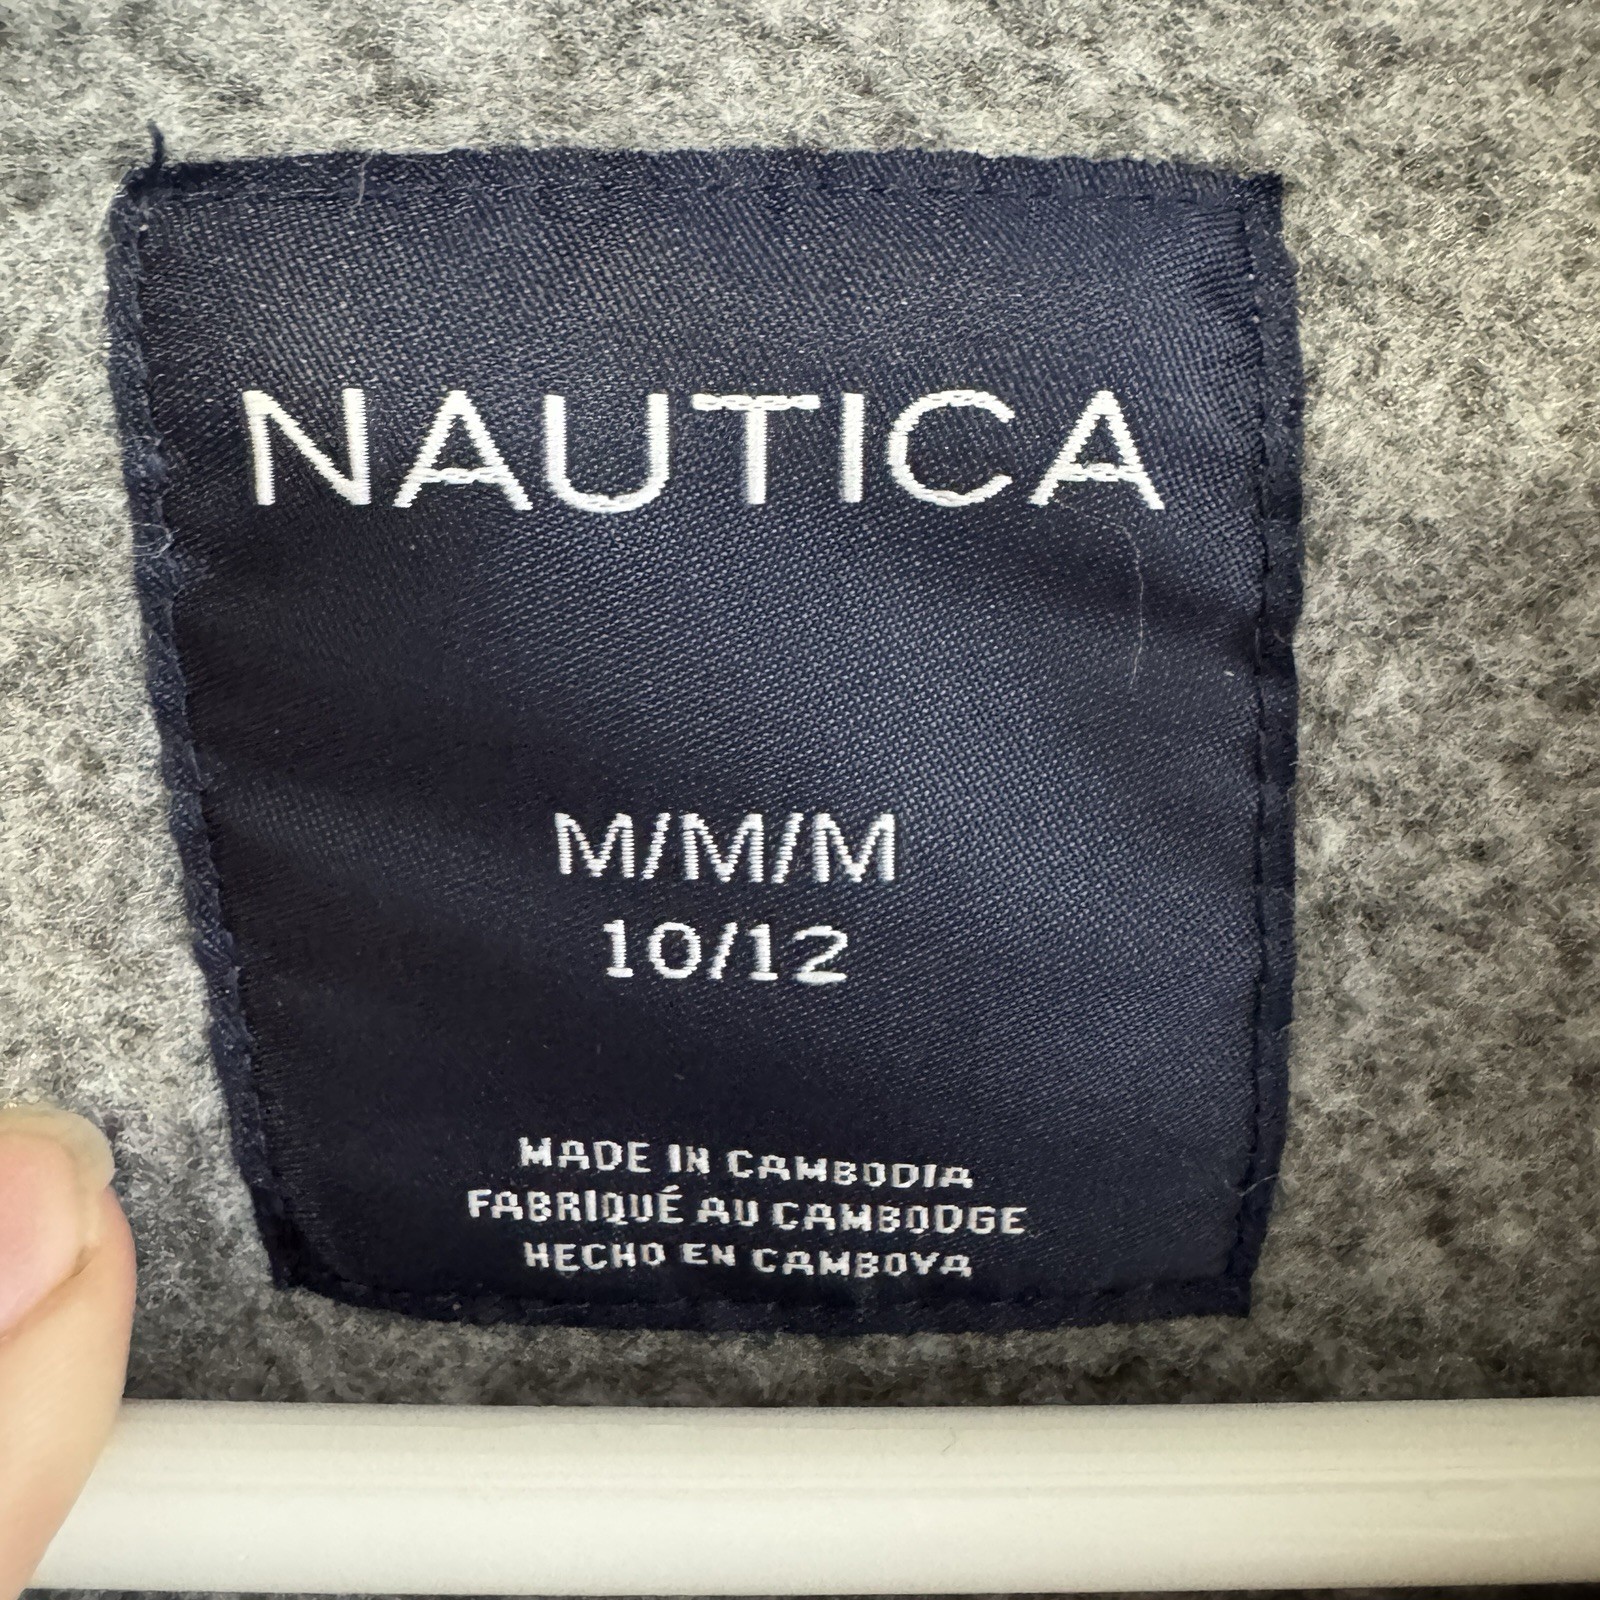 NAUTICA
M/M/M
10/12
MADE IN CAMBODIA
FABRIQUÉ AU CAMBODGE
HECHO EN CAMBOYA